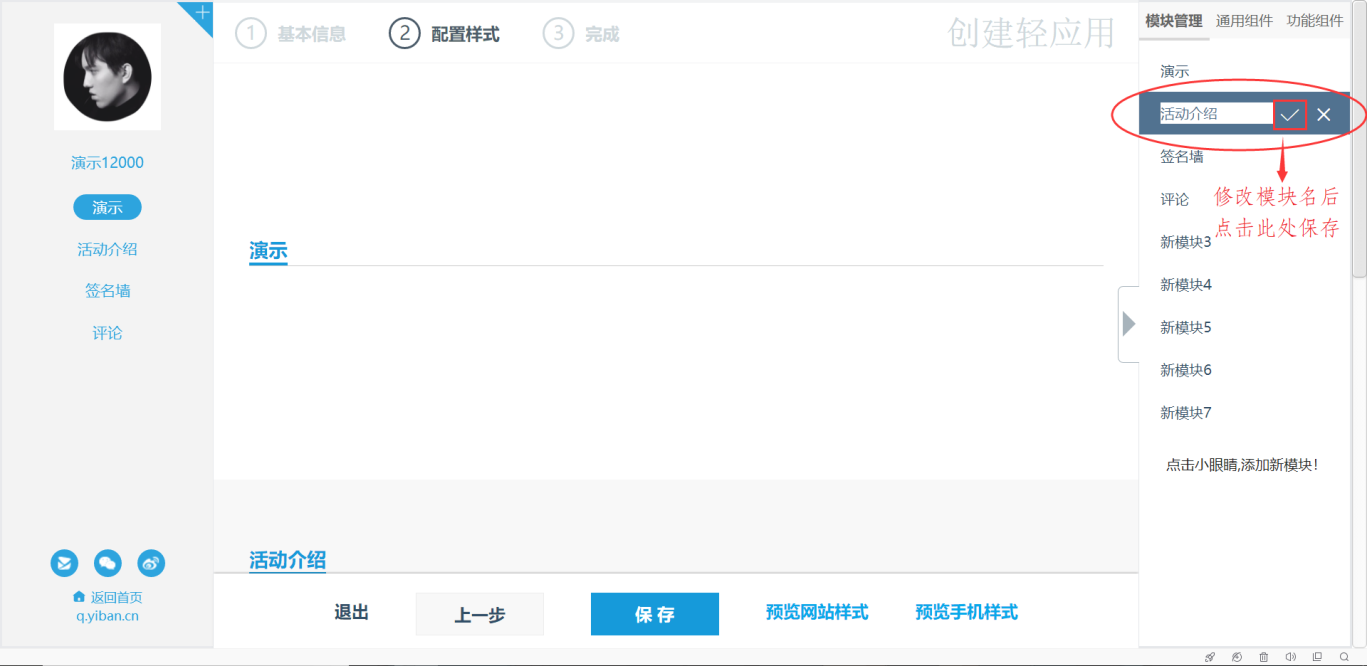 演示12000
演示
活动介绍
签名墙
评论
返回首页
q.yiban.cn
1 基本信息
2 配置样式
3 完成
创建轻应用
演示
活动介绍
退出
上一步
保存
预览网站样式
预览手机样式
模块管理 通用组件 功能组件
演示
活动介绍
签名墙
评论
修改模块名后
点击此处保存
新模块3
新模块4
新模块5
新模块6
新模块7
点击小眼睛,添加新模块!